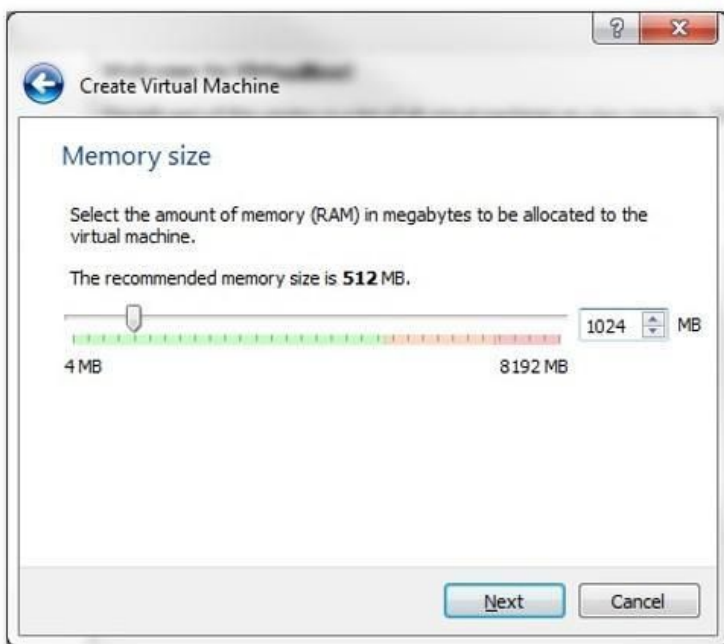 Create Virtual Machine
Memory size
Select the amount of memory (RAM) in megabytes to be allocated to the
virtual machine.
The recommended memory size is 512 MB.
1024 MB
4 MB 8192 MB
Next Cancel